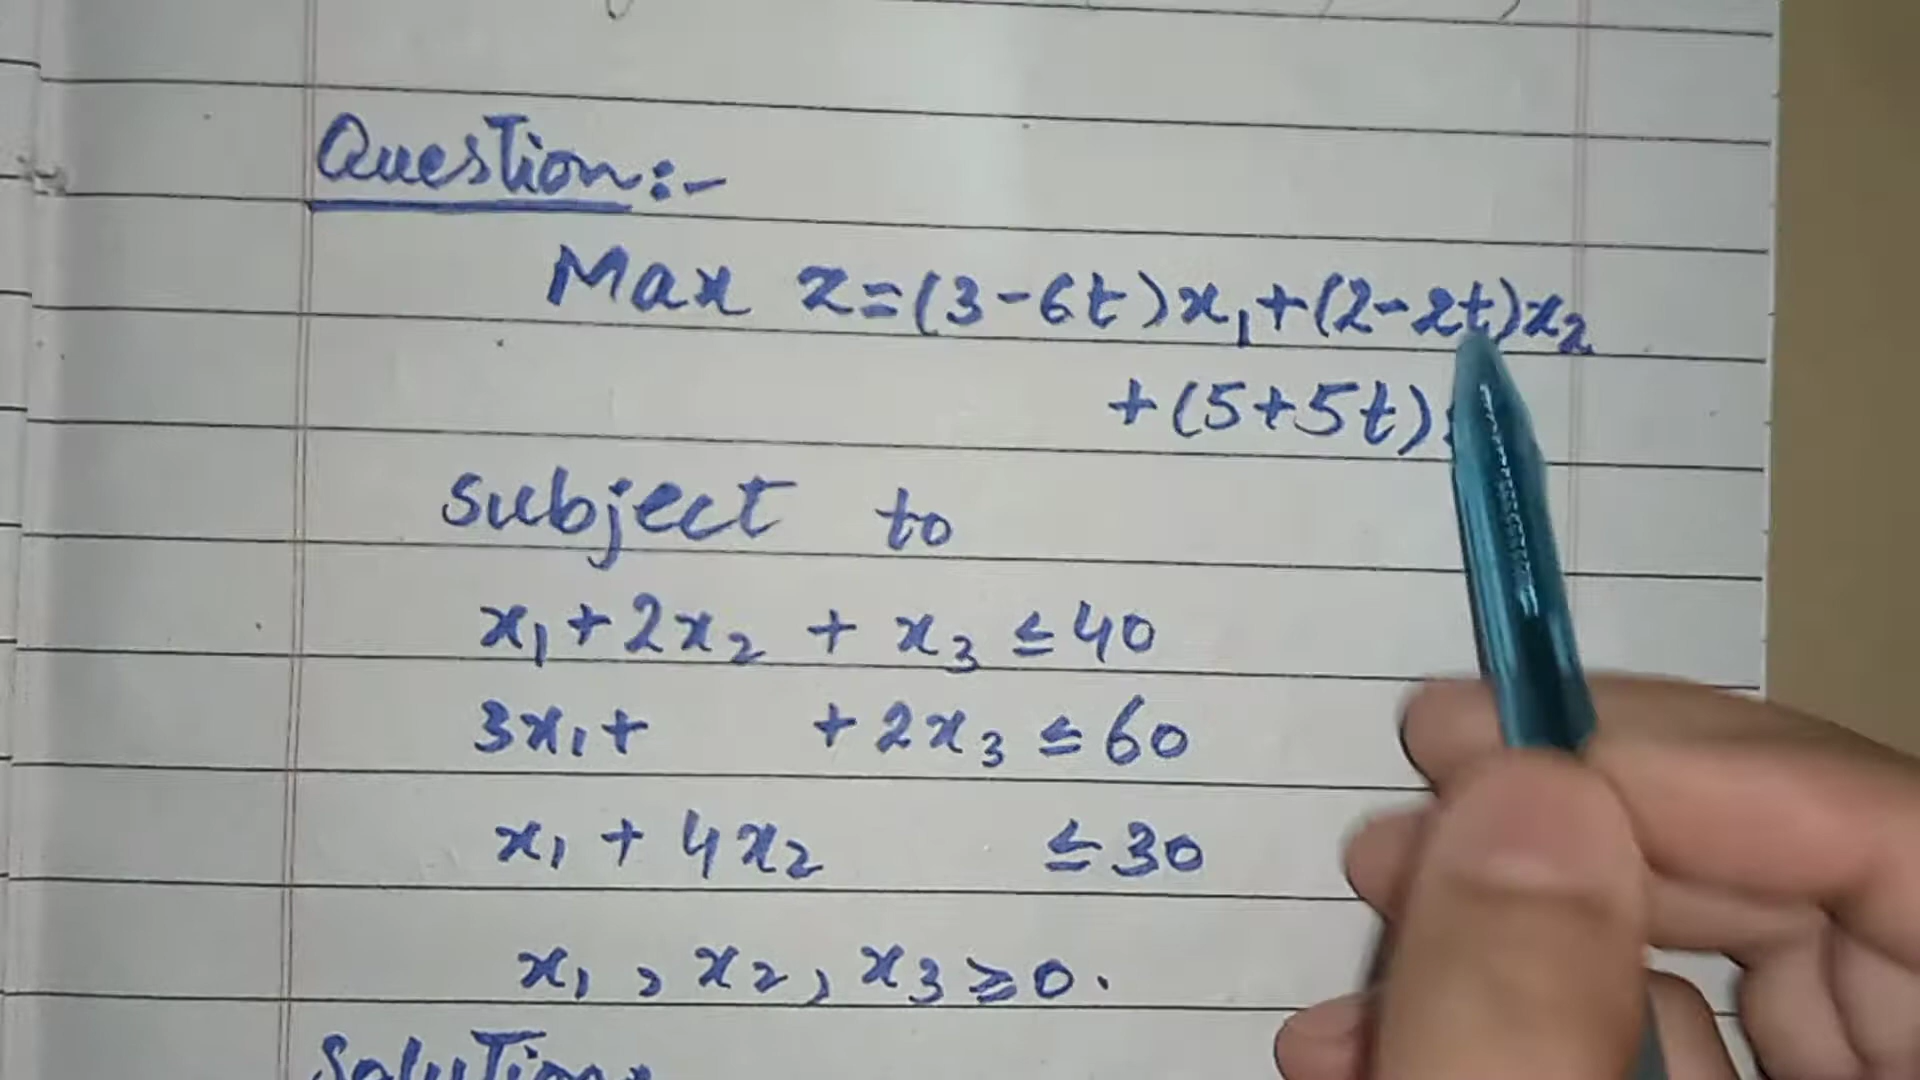 Question:-
Max z=(3-6t)x₁+(2-2t)x₂
+(5+5t)
subject to
x₁+2x₂ + x₃ ≤40
3x₁+ +2x₃ ≤60
x₁ + 4x₂ ≤30
x₁, x₂, x₃ ≥0.
Solution: